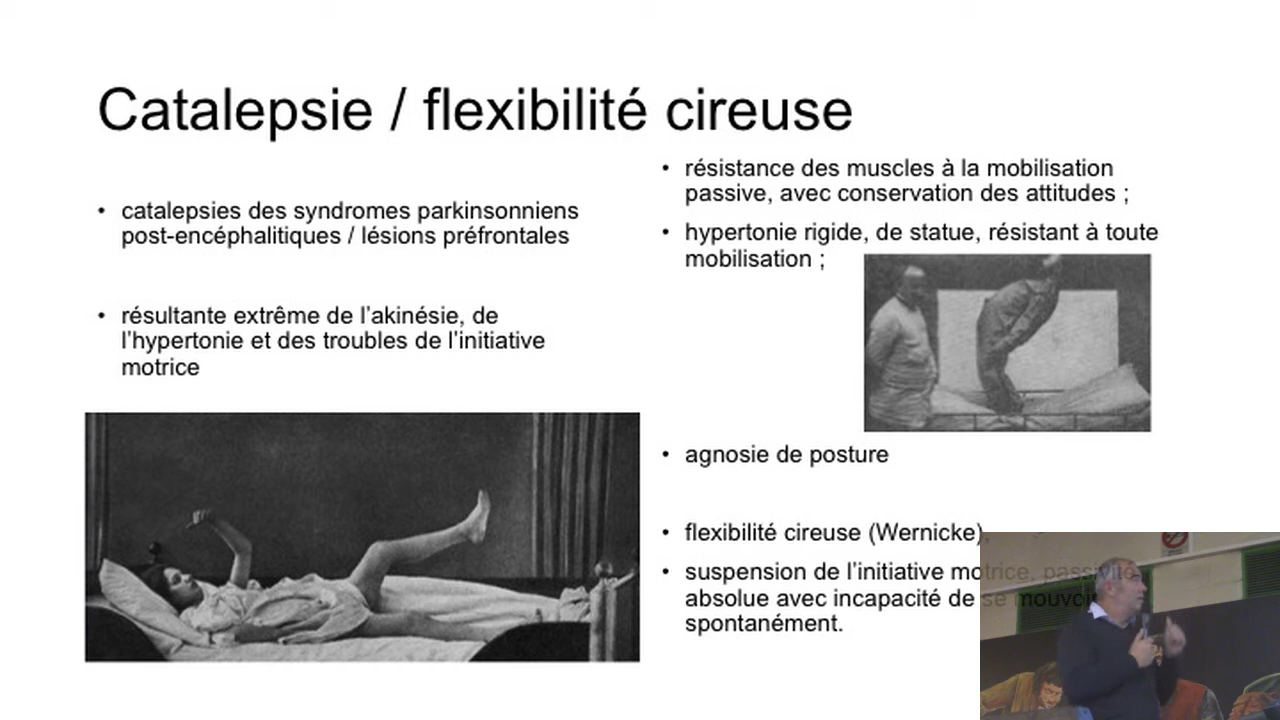 Catalepsie / flexibilité cireuse
• catalepsies des syndromes parkinsonniens
post-encéphalitiques / lésions préfrontales
• résultante extrême de l'akinésie, de
l'hypertonie et des troubles de l'initiative
motrice
• résistance des muscles à la mobilisation
passive, avec conservation des attitudes ;
• hypertonie rigide, de statue, résistant à toute
mobilisation ;
• agnosie de posture
• flexibilité cireuse (Wernicke),
• suspension de l'initiative motrice, passivité
absolue avec incapacité de se mouvoir
spontanément.